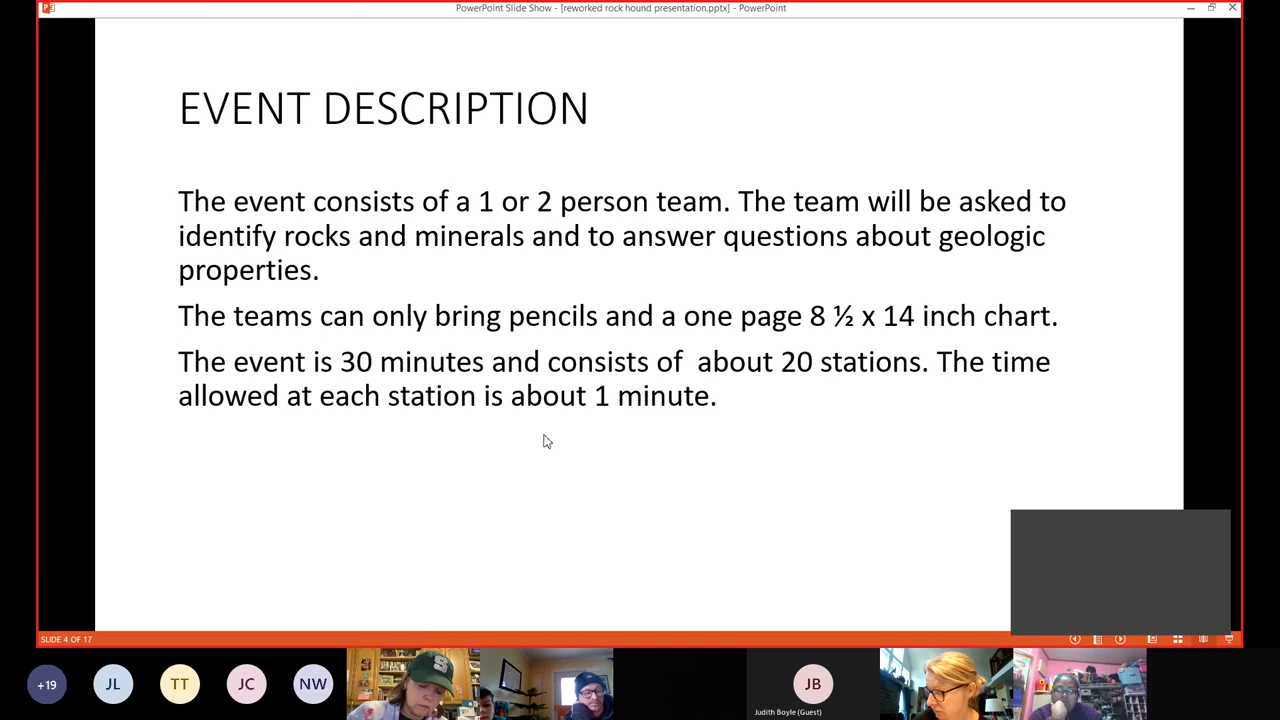 PowerPoint Slide Show - [reworked rock hound presentation.pptx] - PowerPoint
EVENT DESCRIPTION
The event consists of a 1 or 2 person team. The team will be asked to
identify rocks and minerals and to answer questions about geologic
properties.
The teams can only bring pencils and a one page 8 ½ x 14 inch chart.
The event is 30 minutes and consists of  about 20 stations. The time
allowed at each station is about 1 minute.
SLIDE 4 OF 17
+19
JL
TT
JC
NW
S
JB
Judith Boyle (Guest)